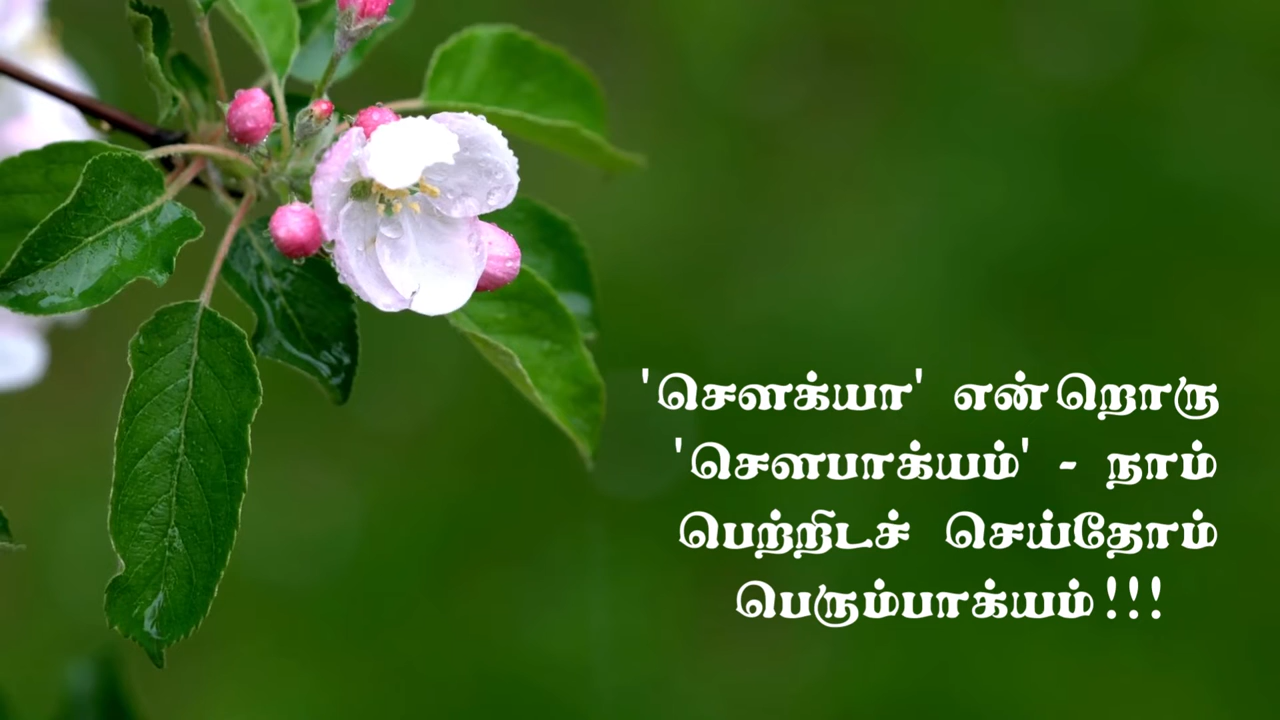 'சௌக்யா' என்றொரு
'சௌபாக்யம்' - நாம்
பெற்றிடச் செய்தோம்
பெரும்பாக்யம்!!!